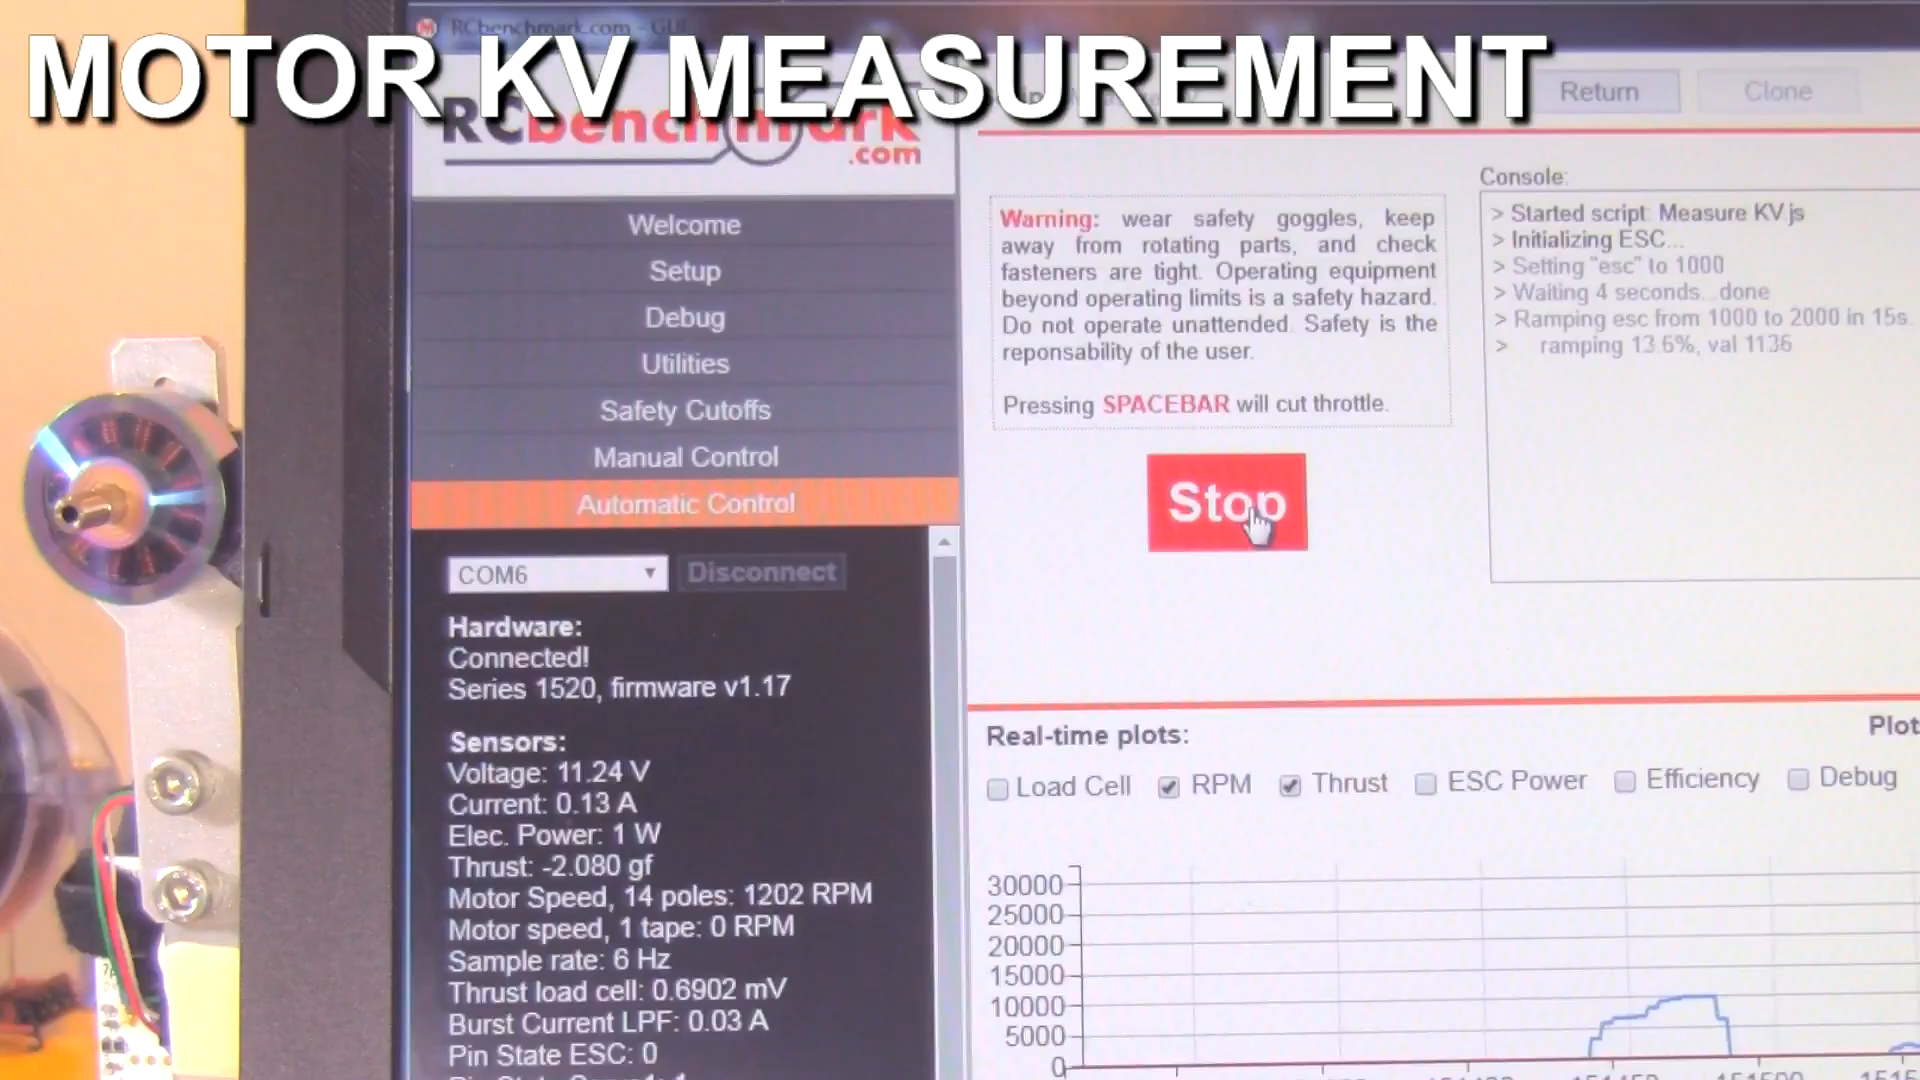 MOTOR KV MEASUREMENT
RCbenchmark.com - GUI
Return
Clone
RCbenchmark
.com
Welcome
Setup
Debug
Utilities
Safety Cutoffs
Manual Control
Automatic Control
COM6
Disconnect
Hardware:
Connected!
Series 1520, firmware v1.17
Sensors:
Voltage: 11.24 V
Current: 0.13 A
Elec. Power: 1 W
Thrust: -2.080 gf
Motor Speed, 14 poles: 1202 RPM
Motor speed, 1 tape: 0 RPM
Sample rate: 6 Hz
Thrust load cell: 0.6902 mV
Burst Current LPF: 0.03 A
Pin State ESC: 0
Warning: wear safety goggles, keep
away from rotating parts, and check
fasteners are tight. Operating equipment
beyond operating limits is a safety hazard.
Do not operate unattended. Safety is the
reponsability of the user.
Pressing SPACEBAR will cut throttle.
Stop
Console:
> Started script: Measure KV.js
> Initializing ESC...
> Setting "esc" to 1000
> Waiting 4 seconds...done
> Ramping esc from 1000 to 2000 in 15s.
> ramping 13.6%, val 1136
Real-time plots:
Plot
Load Cell
RPM
Thrust
ESC Power
Efficiency
Debug
30000
25000
20000
15000
10000
5000
0